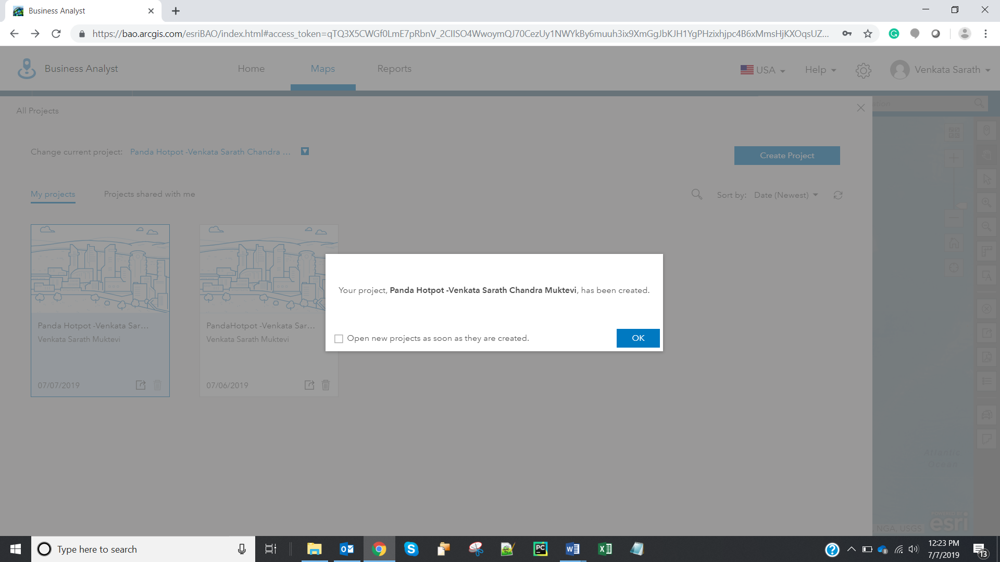 Business Analyst
https://bao.arcgis.com/esriBAO/index.html#access_token=qTQ3X5CWGf0LmE7pRbnV_2CIISO4WwoymQJ70CezUy1NWYkBy6muuh3ix9XmGgJbKJH1YgPHzixhjpc4B6xMmsHjKXOqsUZ...
Business Analyst
Home
Maps
Reports
USA
Help
Venkata Sarath
All Projects
Change current project: Panda Hotpot -Venkata Sarath Chandra ...
Create Project
My projects
Projects shared with me
Sort by: Date (Newest)
Your project, Panda Hotpot -Venkata Sarath Chandra Muktevi, has been created.
Open new projects as soon as they are created.
OK
Panda Hotpot -Venkata Sar...
Venkata Sarath Muktevi
07/07/2019
PandaHotpot -Venkata Sar...
Venkata Sarath Muktevi
07/06/2019
Atlantic
Ocean
POWERED BY
esri
NGA, USGS
Type here to search
12:23 PM
7/7/2019
13